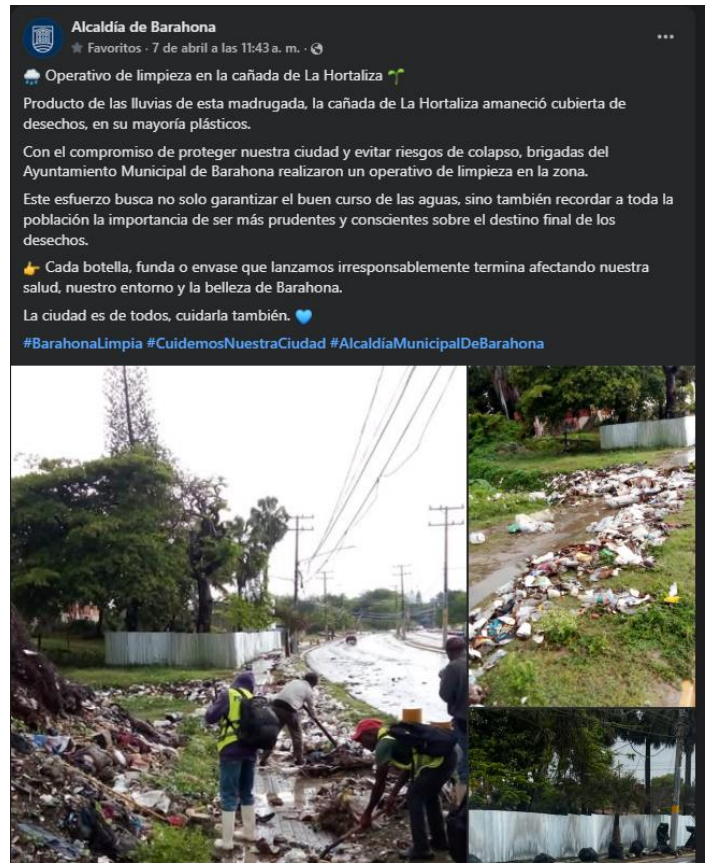 Alcaldía de Barahona
Favoritos · 7 de abril a las 11:43 a. m. ·
🌧️ Operativo de limpieza en la cañada de La Hortaliza 🌱
Producto de las lluvias de esta madrugada, la cañada de La Hortaliza amaneció cubierta de
desechos, en su mayoría plásticos.
Con el compromiso de proteger nuestra ciudad y evitar riesgos de colapso, brigadas del
Ayuntamiento Municipal de Barahona realizaron un operativo de limpieza en la zona.
Este esfuerzo busca no solo garantizar el buen curso de las aguas, sino también recordar a toda la
población la importancia de ser más prudentes y conscientes sobre el destino final de los
desechos.
👉 Cada botella, funda o envase que lanzamos irresponsablemente termina afectando nuestra
salud, nuestro entorno y la belleza de Barahona.
La ciudad es de todos, cuidarla también. 💙
#BarahonaLimpia #CuidemosNuestraCiudad #AlcaldíaMunicipalDeBarahona